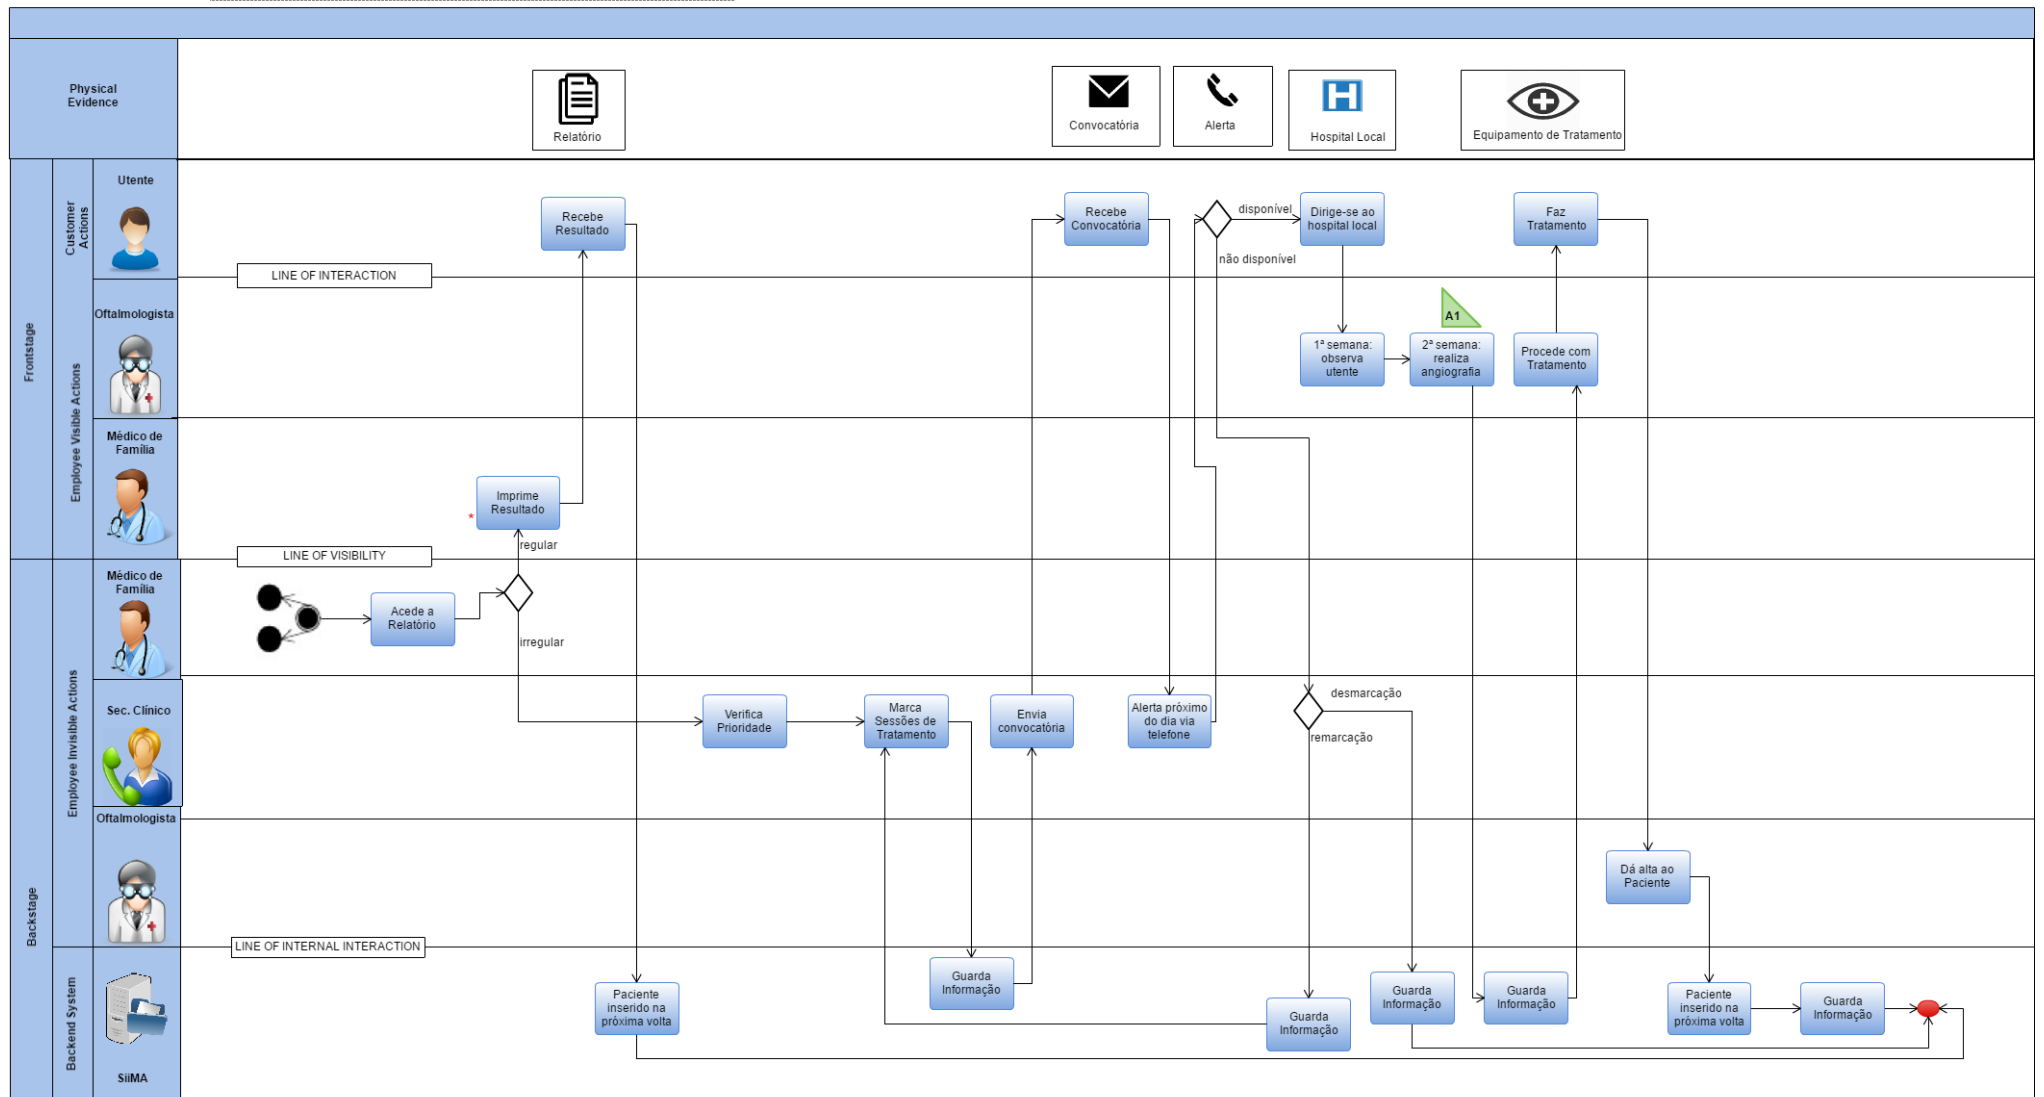 Physical
Evidence
Relatório
Convocatória
Alerta
Hospital Local
Equipamento de Tratamento
Frontstage
Customer
Actions
Utente
Recebe
Resultado
Recebe
Convocatória
disponível
não disponível
Dirige-se ao
hospital local
Faz
Tratamento
LINE OF INTERACTION
Employee Visible Actions
Oftalmologista
A1
1ª semana:
observa
utente
2ª semana:
realiza
angiografia
Procede com
Tratamento
Médico de
Família
*
Imprime
Resultado
regular
LINE OF VISIBILITY
Backstage
Employee Invisible Actions
Médico de
Família
Acede a
Relatório
irregular
Sec. Clínico
Verifica
Prioridade
Marca
Sessões de
Tratamento
Envia
convocatória
Alerta próximo
do dia via
telefone
desmarcação
remarcação
Oftalmologista
Dá alta ao
Paciente
LINE OF INTERNAL INTERACTION
Backend System
SiiMA
Paciente
inserido na
próxima volta
Guarda
Informação
Guarda
Informação
Guarda
Informação
Guarda
Informação
Paciente
inserido na
próxima volta
Guarda
Informação